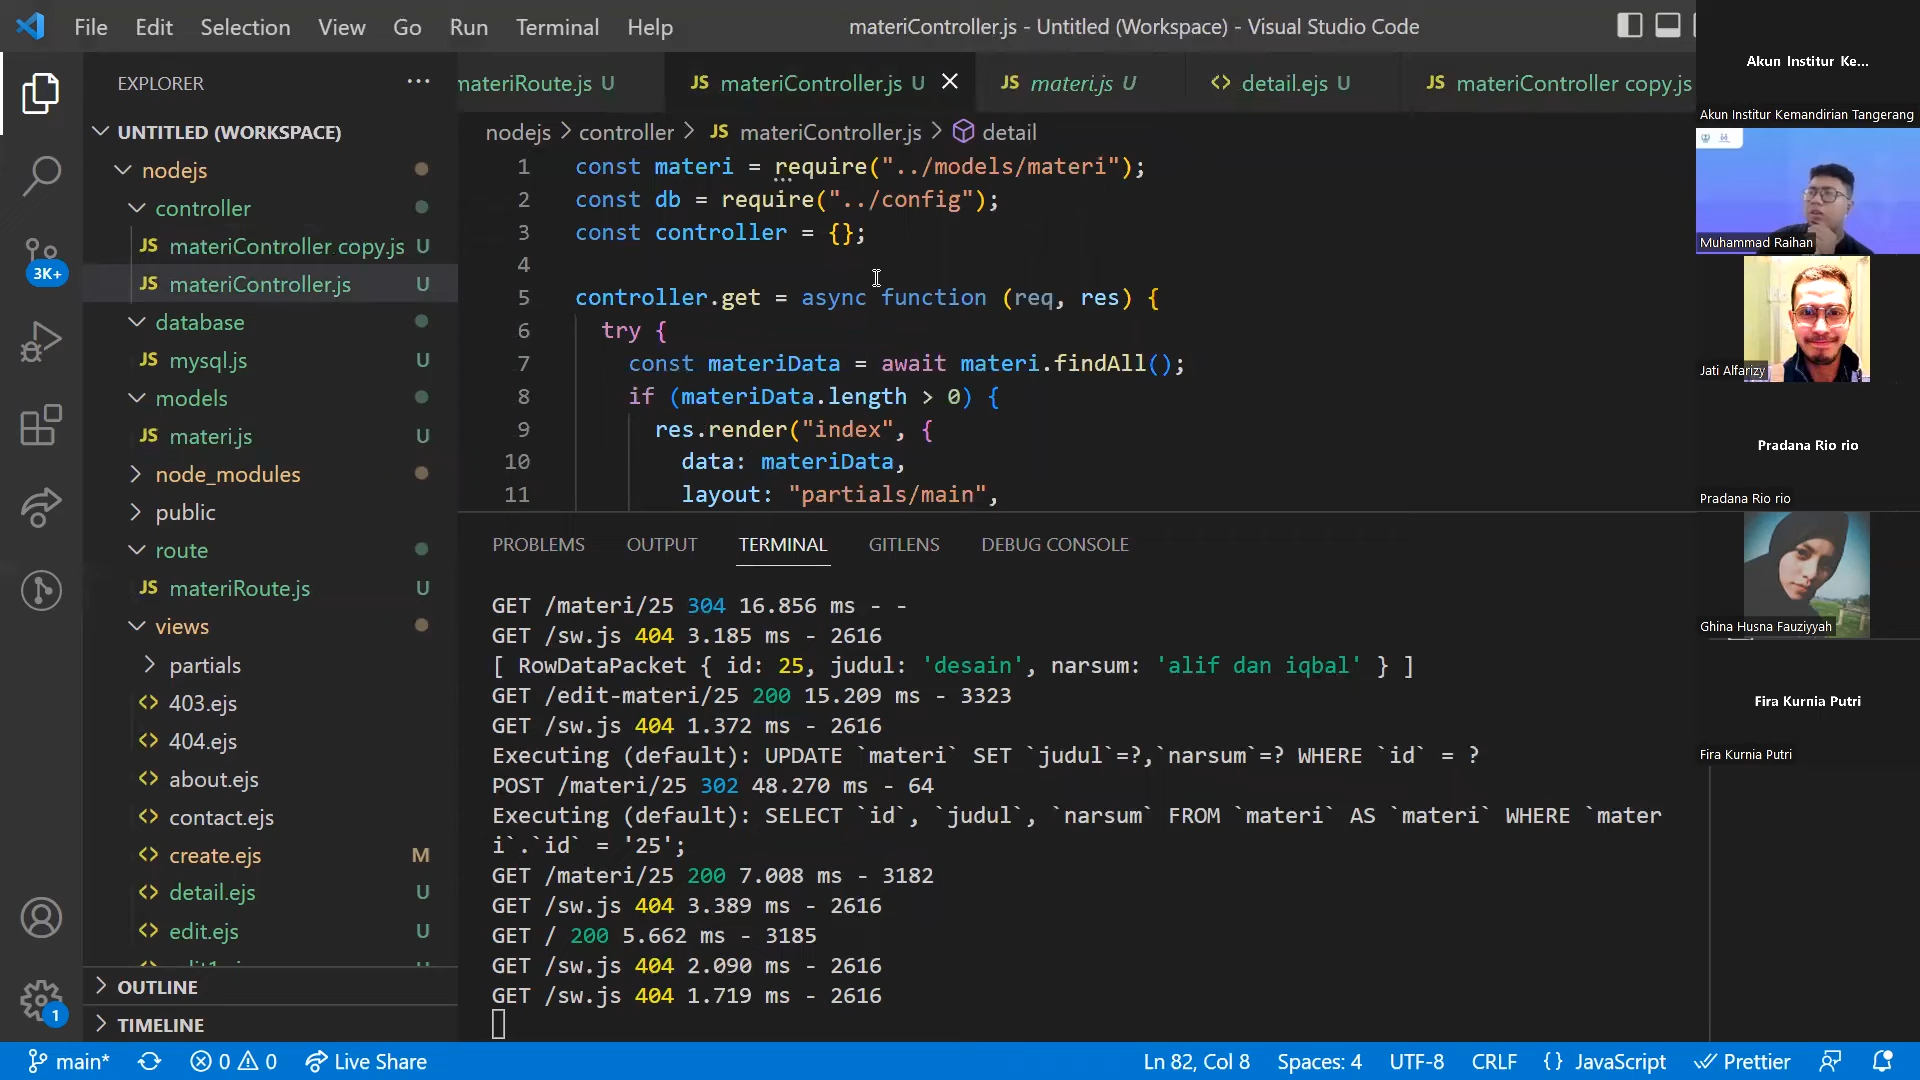 File Edit Selection View Go Run Terminal Help
materiController.js - Untitled (Workspace) - Visual Studio Code
EXPLORER
UNTITLED (WORKSPACE)
nodejs
controller
JS materiController copy.js U
JS materiController.js U
database
JS mysql.js U
models
JS materi.js U
node_modules
public
route
JS materiRoute.js U
views
partials
<> 403.ejs
<> 404.ejs
<> about.ejs
<> contact.ejs
<> create.ejs M
<> detail.ejs U
<> edit.ejs U
OUTLINE
TIMELINE
3K+
1
materiRoute.js U
JS materiController.js U
JS materi.js U
<> detail.ejs U
JS materiController copy.js
nodejs > controller > JS materiController.js > detail
1 const materi = require("../models/materi");
2 const db = require("../config");
3 const controller = {};
4
5 controller.get = async function (req, res) {
6 try {
7 const materiData = await materi.findAll();
8 if (materiData.length > 0) {
9 res.render("index", {
10 data: materiData,
11 layout: "partials/main",
PROBLEMS OUTPUT TERMINAL GITLENS DEBUG CONSOLE
GET /materi/25 304 16.856 ms - -
GET /sw.js 404 3.185 ms - 2616
[ RowDataPacket { id: 25, judul: 'desain', narsum: 'alif dan iqbal' } ]
GET /edit-materi/25 200 15.209 ms - 3323
GET /sw.js 404 1.372 ms - 2616
Executing (default): UPDATE `materi` SET `judul`=?,`narsum`=? WHERE `id` = ?
POST /materi/25 302 48.270 ms - 64
Executing (default): SELECT `id`, `judul`, `narsum` FROM `materi` AS `materi` WHERE `mater
i`.`id` = '25';
GET /materi/25 200 7.008 ms - 3182
GET /sw.js 404 3.389 ms - 2616
GET / 200 5.662 ms - 3185
GET /sw.js 404 2.090 ms - 2616
GET /sw.js 404 1.719 ms - 2616
Akun Institur Ke...
Akun Institur Kemandirian Tangerang
Muhammad Raihan
Jati Alfarizy
Pradana Rio rio
Pradana Rio rio
Ghina Husna Fauziyyah
Fira Kurnia Putri
Fira Kurnia Putri
main* 0 0 Live Share
Ln 82, Col 8 Spaces: 4 UTF-8 CRLF {} JavaScript Prettier